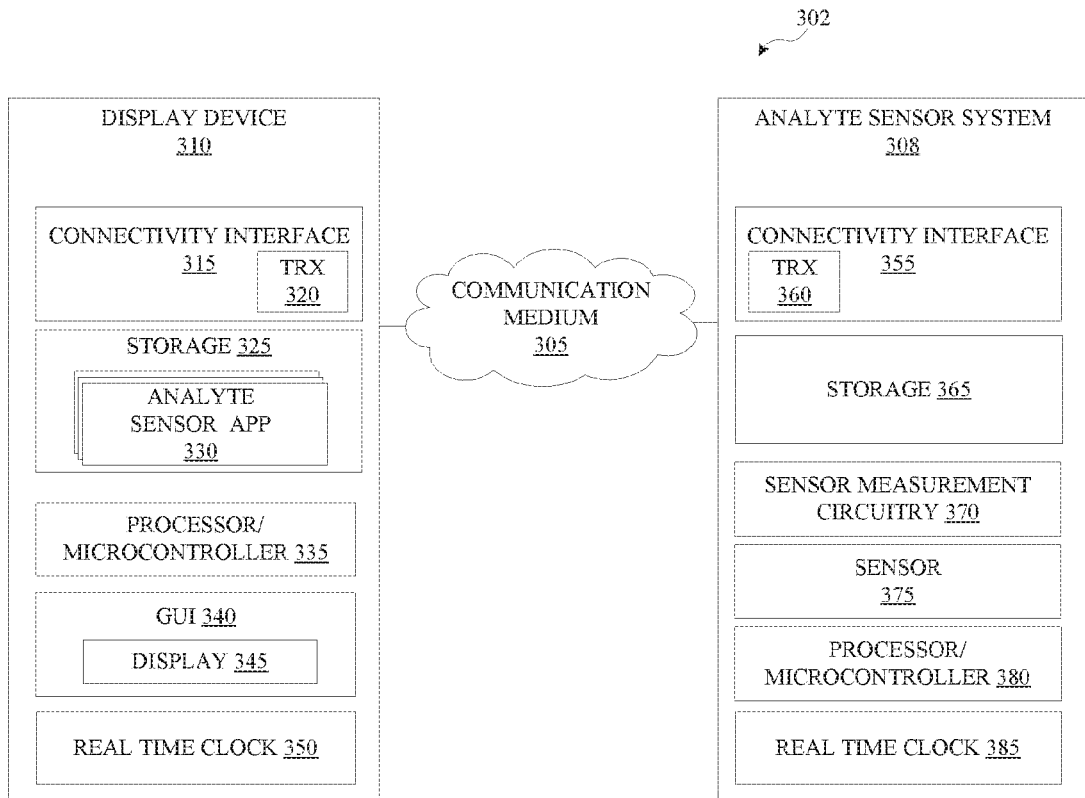 302
DISPLAY DEVICE
310
CONNECTIVITY INTERFACE
315
TRX
320
STORAGE 325
ANALYTE
SENSOR APP
330
PROCESSOR/
MICROCONTROLLER 335
GUI 340
DISPLAY 345
REAL TIME CLOCK 350
COMMUNICATION
MEDIUM
305
ANALYTE SENSOR SYSTEM
308
CONNECTIVITY INTERFACE
355
TRX
360
STORAGE 365
SENSOR MEASUREMENT
CIRCUITRY 370
SENSOR
375
PROCESSOR/
MICROCONTROLLER 380
REAL TIME CLOCK 385